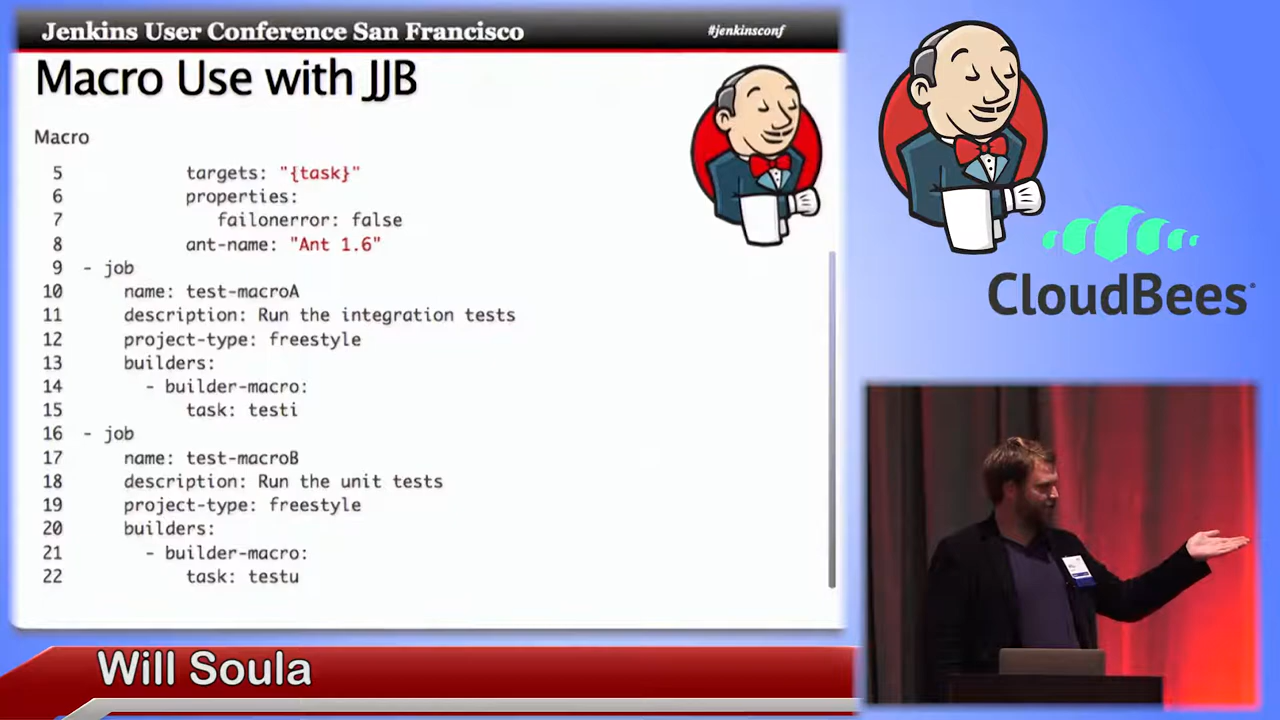 Jenkins User Conference San Francisco
#jenkinsconf
Macro Use with JJB
Macro
5 targets: "{task}"
6 properties:
7 failonerror: false
8 ant-name: "Ant 1.6"
9 - job
10 name: test-macroA
11 description: Run the integration tests
12 project-type: freestyle
13 builders:
14 - builder-macro:
15 task: testi
16 - job
17 name: test-macroB
18 description: Run the unit tests
19 project-type: freestyle
20 builders:
21 - builder-macro:
22 task: testu
CloudBees
Will Soula